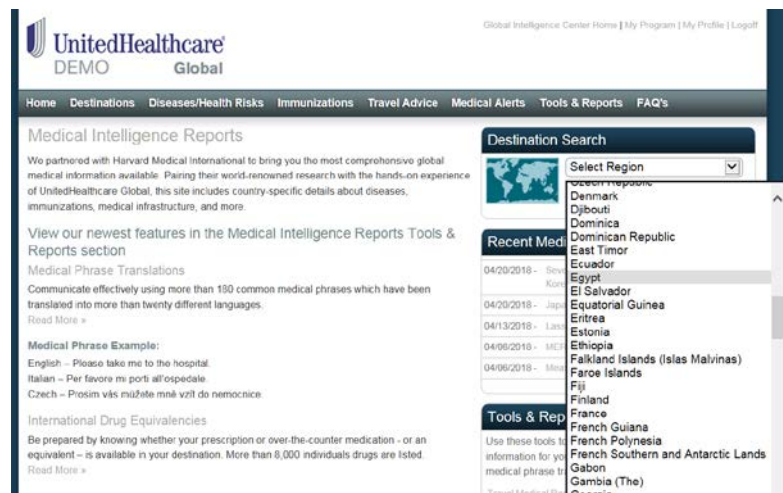 Global Intelligence Center Home | My Program | My Profile | Logoff
UnitedHealthcare®
DEMO Global
Home Destinations Diseases/Health Risks Immunizations Travel Advice Medical Alerts Tools & Reports FAQ's
Medical Intelligence Reports
We partnered with Harvard Medical International to bring you the most comprehensive global
medical information available. Pairing their world-renowned research with the hands-on experience
of UnitedHealthcare Global, this site includes country-specific details about diseases,
immunizations, medical infrastructure, and more.
View our newest features in the Medical Intelligence Reports Tools &
Reports section
Medical Phrase Translations
Communicate effectively using more than 180 common medical phrases which have been
translated into more than twenty different languages.
Read More »
Medical Phrase Example:
English – Please take me to the hospital.
Italian – Per favore mi porti all'ospedale.
Czech – Prosim vás můžete mně vzít do nemocnice.
International Drug Equivalencies
Be prepared by knowing whether your prescription or over-the-counter medication - or an
equivalent – is available in your destination. More than 8,000 individuals drugs are listed.
Read More »
Destination Search
Select Region
Czech Republic
Denmark
Djibouti
Dominica
Dominican Republic
East Timor
Ecuador
Egypt
El Salvador
Equatorial Guinea
Eritrea
Estonia
Ethiopia
Falkland Islands (Islas Malvinas)
Faroe Islands
Fiji
Finland
France
French Guiana
French Polynesia
French Southern and Antarctic Lands
Gabon
Gambia (The)
Georgia
Recent Medi
04/20/2018 - Seve
Kore
04/20/2018 - Japa
04/13/2018 - Lass
04/06/2018 - MER
04/06/2018 - Mea
Tools & Rep
Use these tools to
information for yo
medical phrase tr